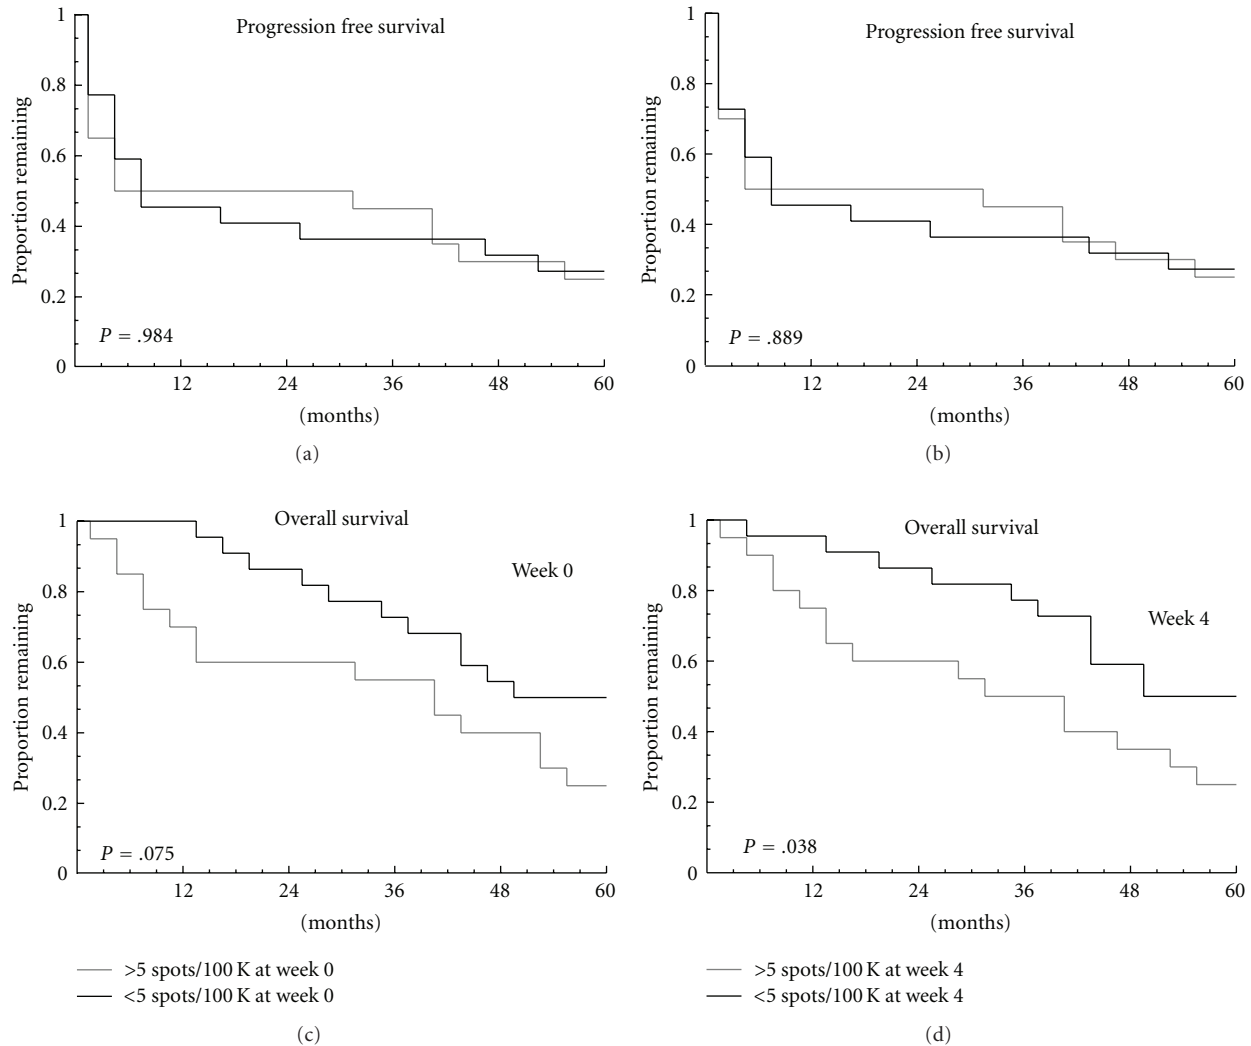 Progression free survival
Proportion remaining
1
0.8
0.6
0.4
0.2
0
P = .984
12 24 36 48 60
(months)
(a)
Progression free survival
Proportion remaining
1
0.8
0.6
0.4
0.2
0
P = .889
12 24 36 48 60
(months)
(b)
Overall survival
Week 0
Proportion remaining
1
0.8
0.6
0.4
0.2
0
P = .075
12 24 36 48 60
(months)
>5 spots/100 K at week 0
<5 spots/100 K at week 0
(c)
Overall survival
Week 4
Proportion remaining
1
0.8
0.6
0.4
0.2
0
P = .038
12 24 36 48 60
(months)
>5 spots/100 K at week 4
<5 spots/100 K at week 4
(d)